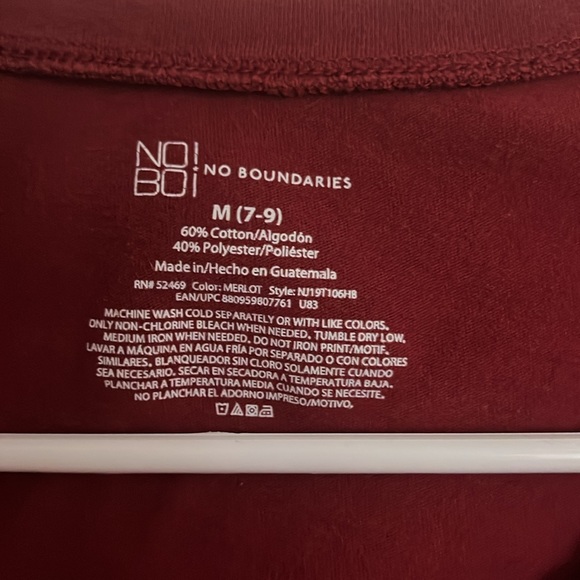 NO!
BOi
NO BOUNDARIES
M (7-9)
60% Cotton/Algodón
40% Polyester/Poliéster
Made in/Hecho en Guatemala
RN# 52469 Color: MERLOT Style: NJ19T106HB
EAN/UPC 880959807761 U83
MACHINE WASH COLD SEPARATELY OR WITH LIKE COLORS.
ONLY NON-CHLORINE BLEACH WHEN NEEDED. TUMBLE DRY LOW.
MEDIUM IRON WHEN NEEDED. DO NOT IRON PRINT/MOTIF.
LAVAR A MÁQUINA EN AGUA FRÍA POR SEPARADO O CON COLORES
SIMILARES. BLANQUEADOR SIN CLORO SOLAMENTE CUANDO
SEA NECESARIO. SECAR EN SECADORA A TEMPERATURA BAJA.
PLANCHAR A TEMPERATURA MEDIA CUANDO SE NECESITE.
NO PLANCHAR EL ADORNO IMPRESO/MOTIVO.